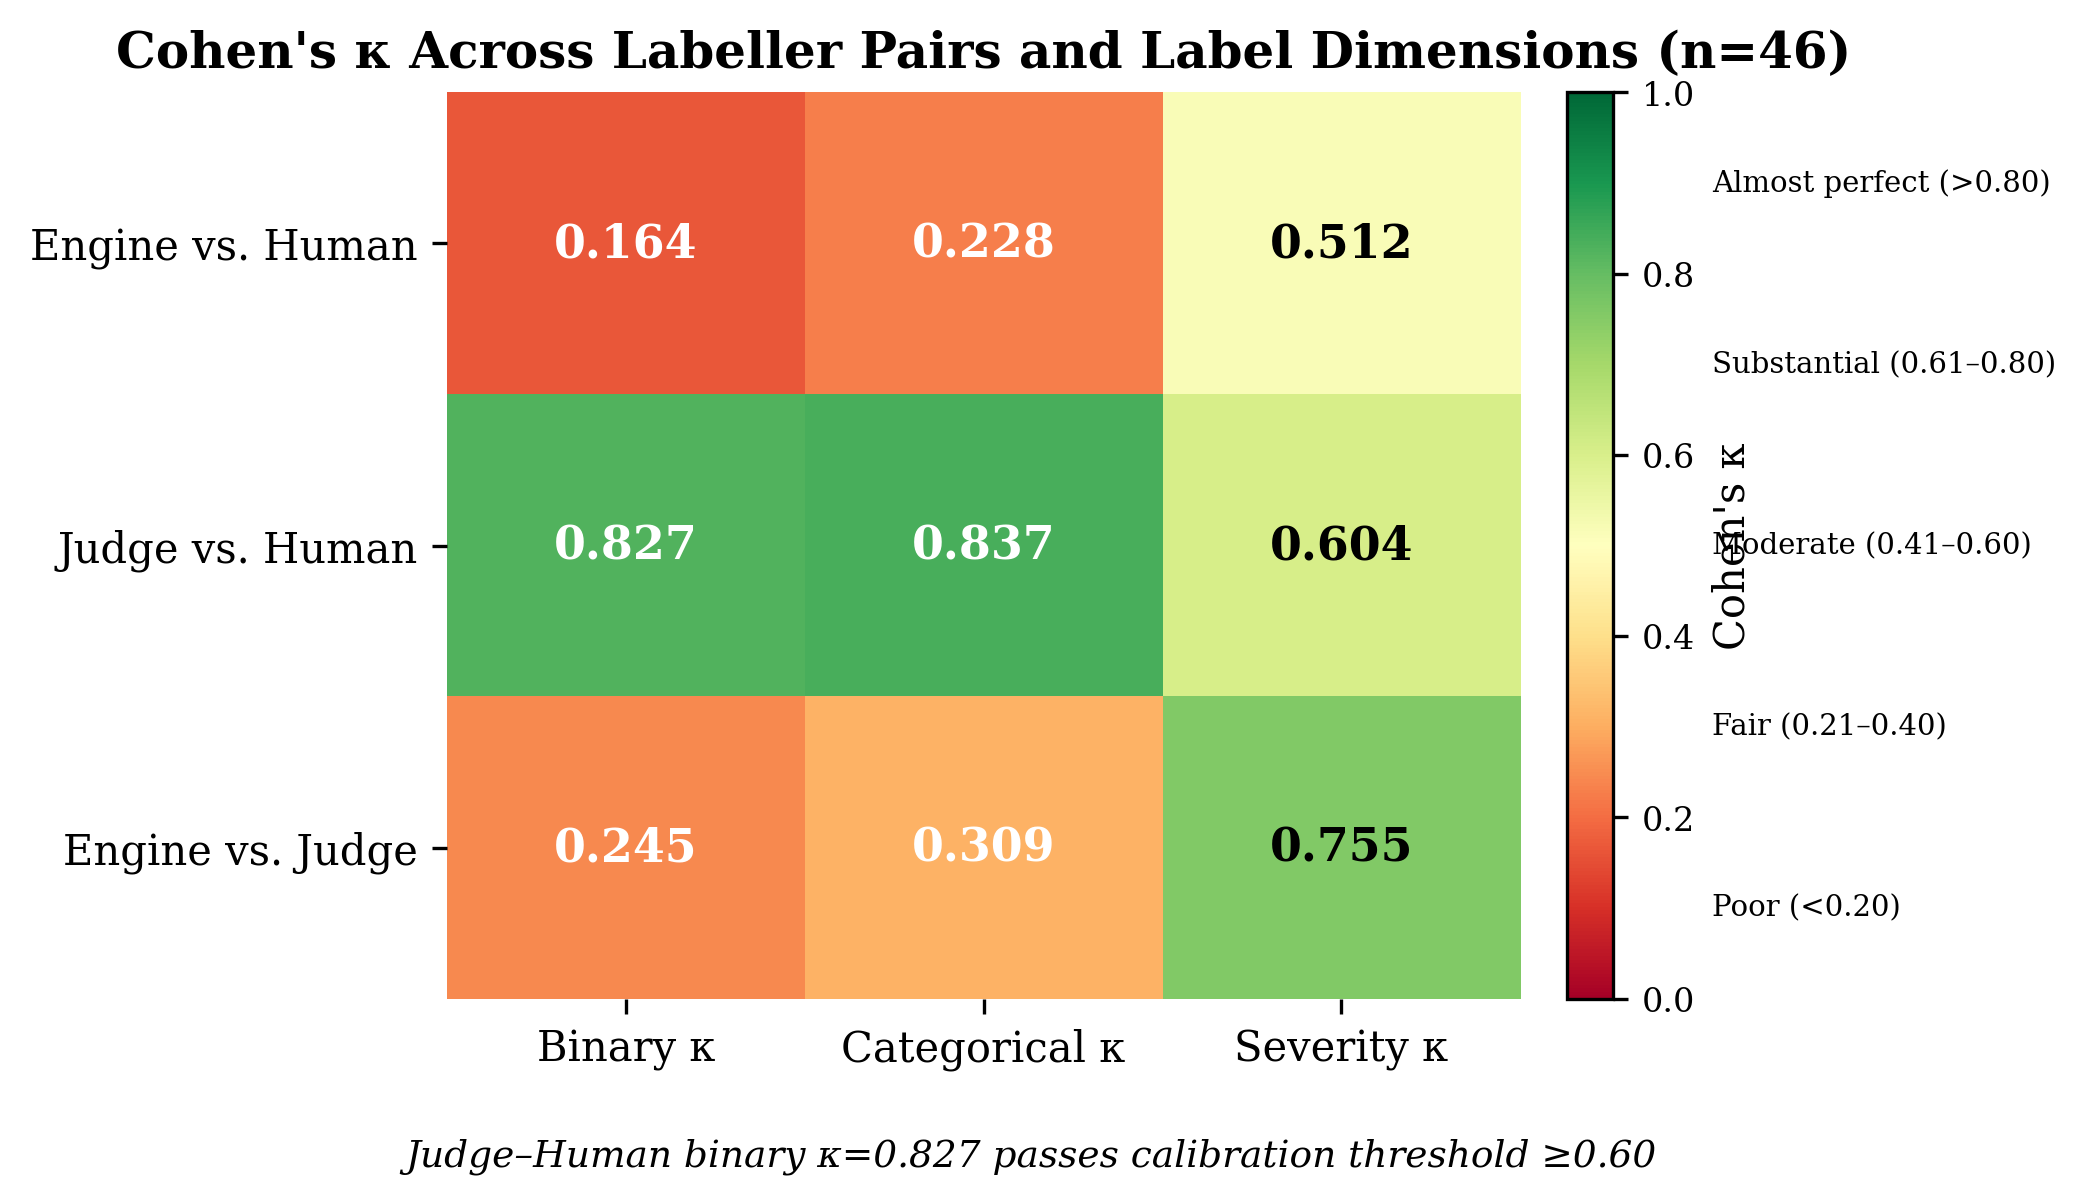 Cohen's κ Across Labeller Pairs and Label Dimensions (n=46)
Engine vs. Human
0.164
0.228
0.512
Judge vs. Human
0.827
0.837
0.604
Engine vs. Judge
0.245
0.309
0.755
Binary κ
Categorical κ
Severity κ
1.0
0.8
0.6
0.4
0.2
0.0
Cohen's κ
Almost perfect (>0.80)
Substantial (0.61–0.80)
Moderate (0.41–0.60)
Fair (0.21–0.40)
Poor (<0.20)
Judge–Human binary κ=0.827 passes calibration threshold ≥0.60